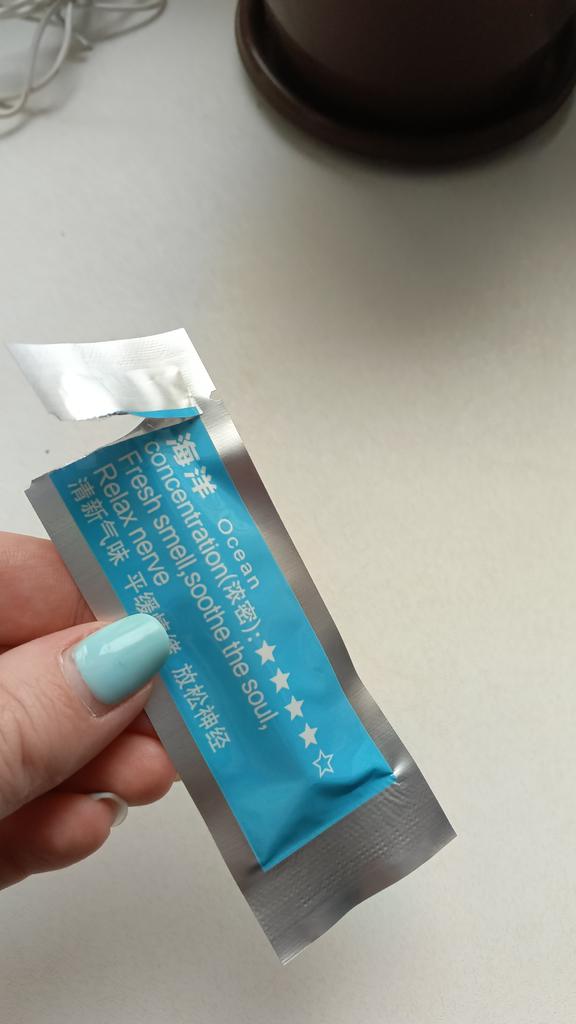 海洋 Ocean
concentration(浓密):★★★★☆
Fresh smell,soothe the soul,
Relax nerve
清新气味 平缓 放松神经